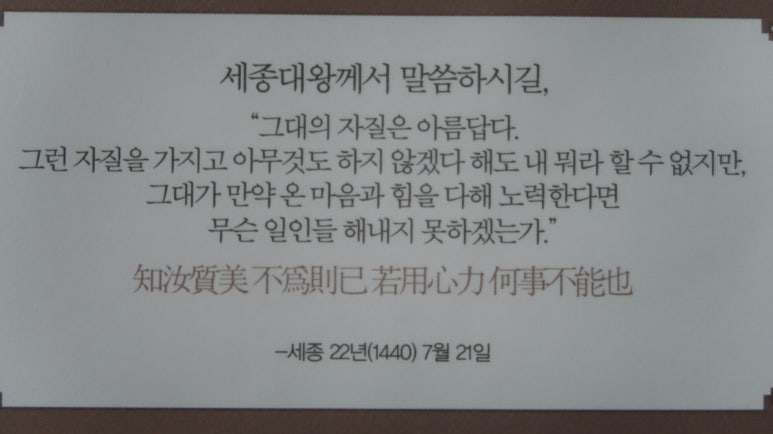 세종대왕께서 말씀하시길,
“그대의 자질은 아름답다.
그런 자질을 가지고 아무것도 하지 않겠다 해도 내 뭐라 할 수 없지만,
그대가 만약 온 마음과 힘을 다해 노력한다면
무슨 일인들 해내지 못하겠는가.”
知汝質美 不爲則已 若用心力 何事不能也
–세종 22년(1440) 7월 21일